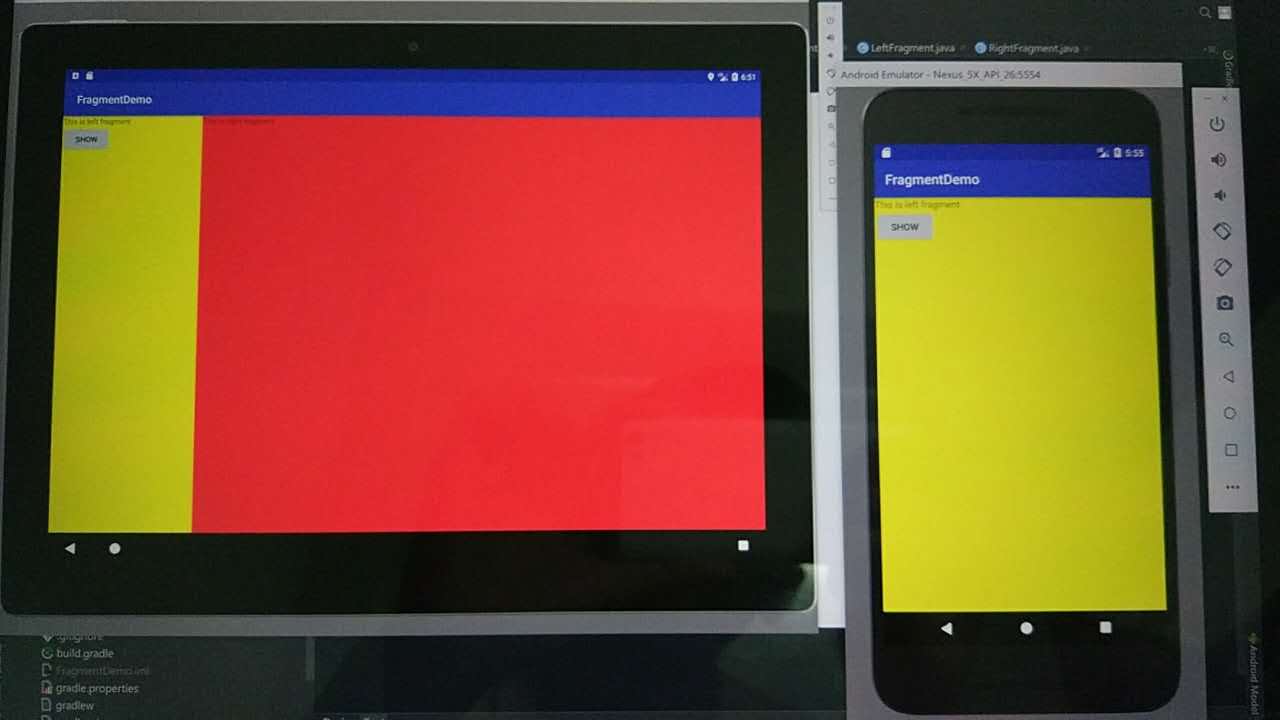 6:51
FragmentDemo
This is left fragment
This is right fragment
SHOW
LeftFragment.java
RightFragment.java
Android Emulator - Nexus_5X_API_26:5554
5:55
FragmentDemo
This is left fragment
SHOW
.gitignore
build.gradle
FragmentDemo.iml
gradle.properties
gradlew
Android Model